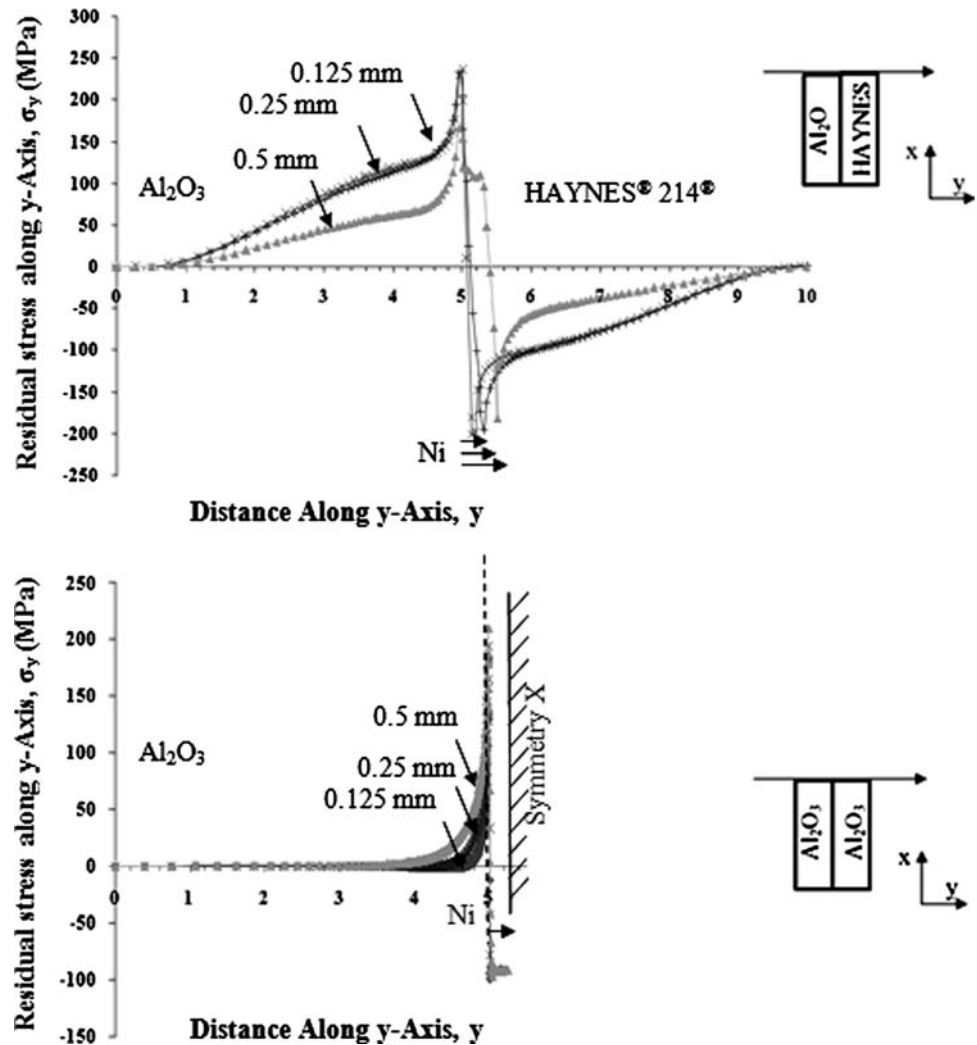 Residual stress along y-Axis, σy (MPa)
300
250
200
150
100
50
0
-50
-100
-150
-200
-250
0 1 2 3 4 5 6 7 8 9 10
0.125 mm
0.25 mm
0.5 mm
Al2O3
HAYNES® 214®
Ni
Distance Along y-Axis, y
Al2O
HAYNES
x
y
Residual stress along y-Axis, σy (MPa)
250
200
150
100
50
0
-50
-100
-150
0 1 2 3 4 5
Al2O3
0.5 mm
0.25 mm
0.125 mm
Ni
Symmetry X
Distance Along y-Axis, y
Al2O3
Al2O3
x
y